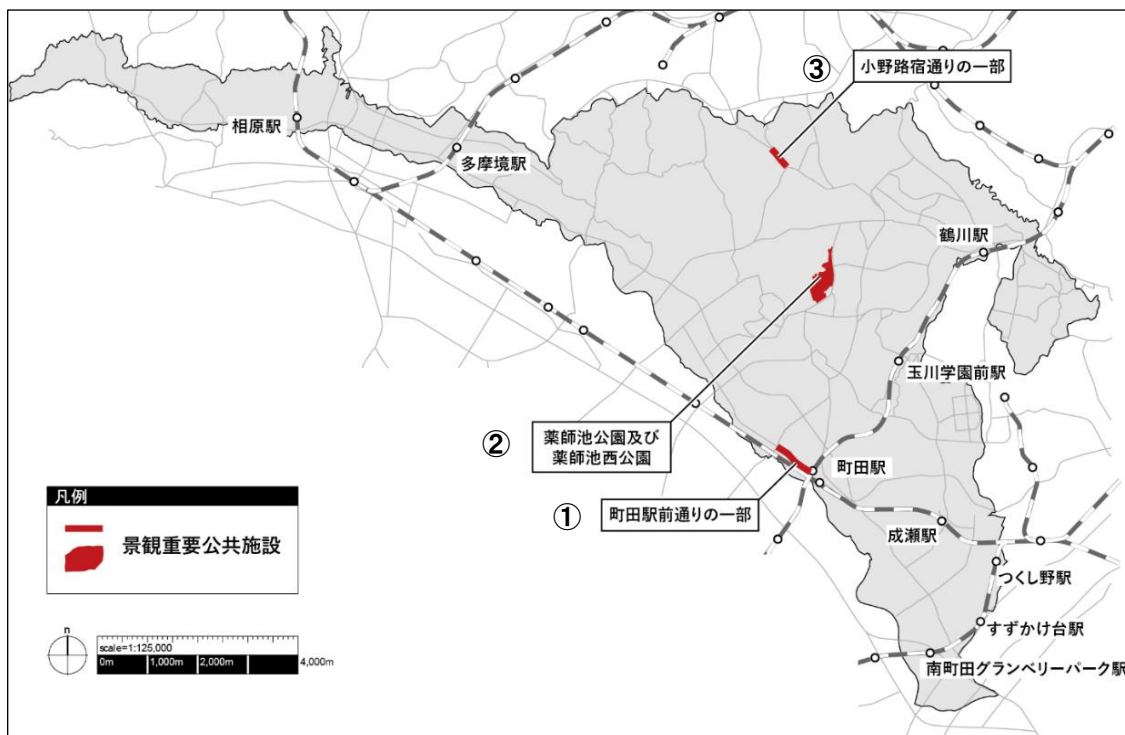 ③
小野路宿通りの一部
相原駅
多摩境駅
鶴川駅
玉川学園前駅
②
薬師池公園及び
薬師池西公園
町田駅
①
町田駅前通りの一部
成瀬駅
つくし野駅
すずかけ台駅
南町田グランベリーパーク駅
凡例
景観重要公共施設
n
scale=1:125,000
0m
1,000m
2,000m
4,000m